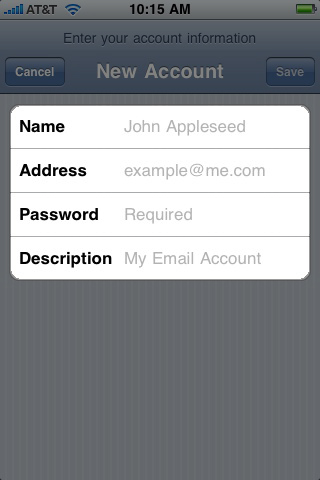 AT&T 10:15 AM
Enter your account information
Cancel New Account Save
Name John Appleseed
Address example@me.com
Password Required
Description My Email Account